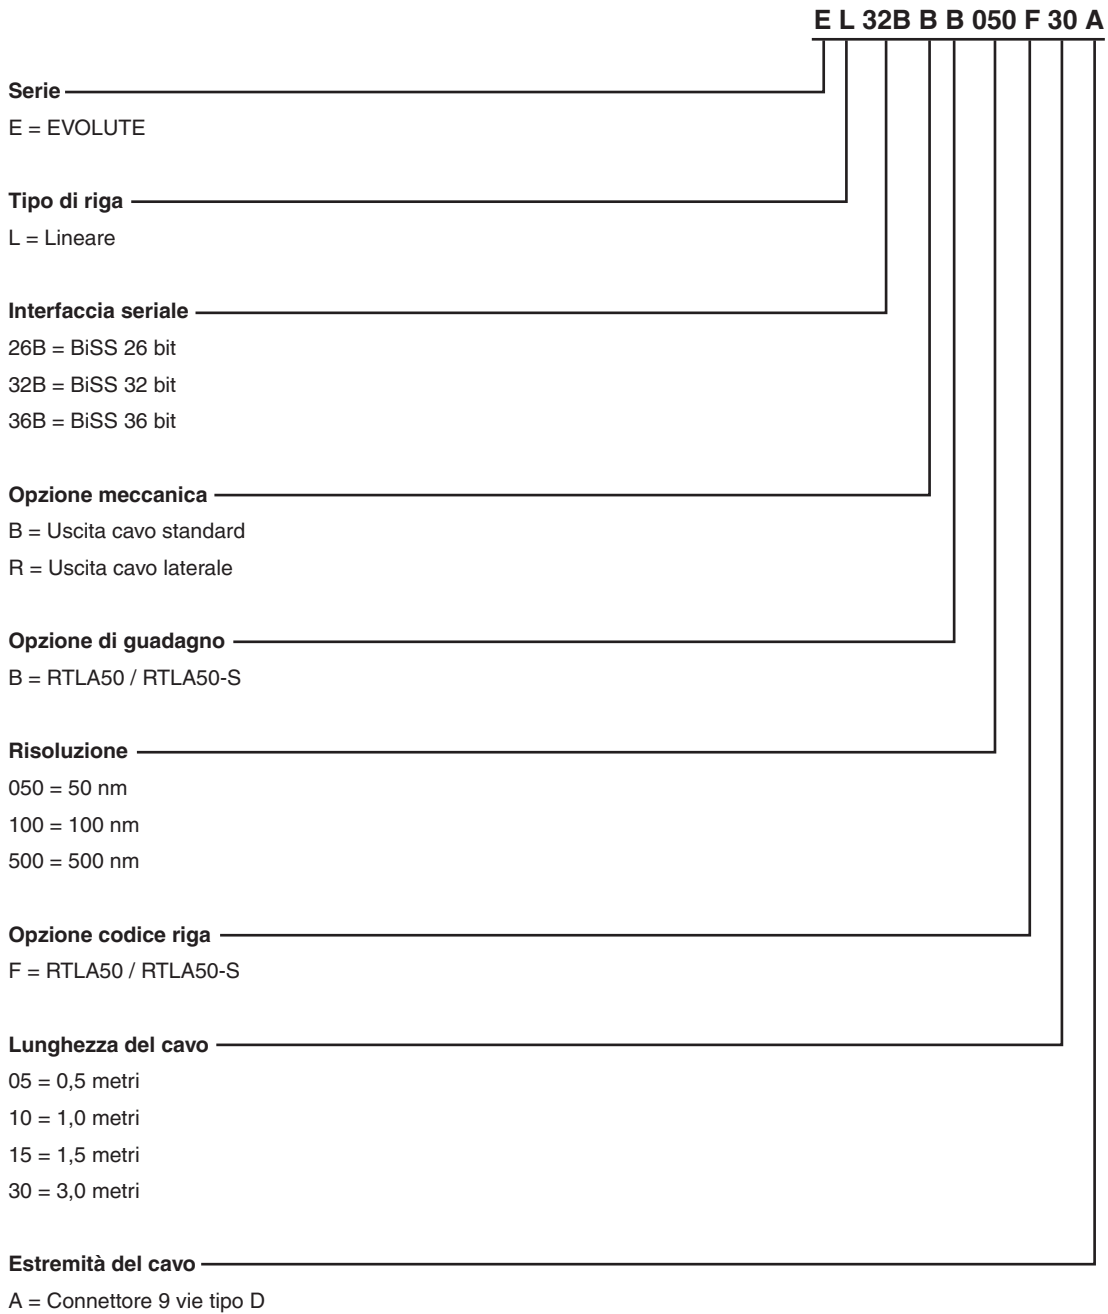 E L 32B B B 050 F 30 A
Serie
E = EVOLUTE
Tipo di riga
L = Lineare
Interfaccia seriale
26B = BiSS 26 bit
32B = BiSS 32 bit
36B = BiSS 36 bit
Opzione meccanica
B = Uscita cavo standard
R = Uscita cavo laterale
Opzione di guadagno
B = RTLA50 / RTLA50-S
Risoluzione
050 = 50 nm
100 = 100 nm
500 = 500 nm
Opzione codice riga
F = RTLA50 / RTLA50-S
Lunghezza del cavo
05 = 0,5 metri
10 = 1,0 metri
15 = 1,5 metri
30 = 3,0 metri
Estremità del cavo
A = Connettore 9 vie tipo D